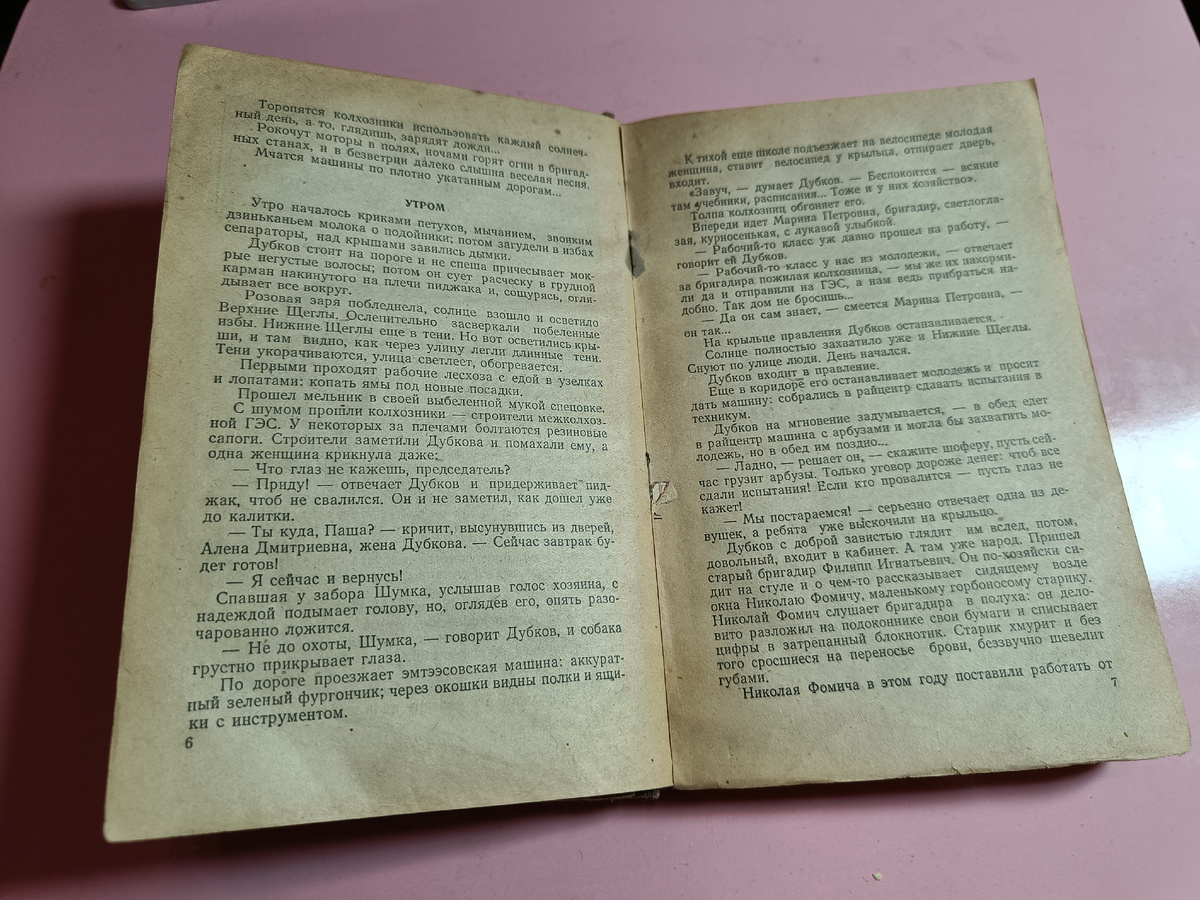 Торопятся колхозники использовать каждый солнеч-
ный день, а то, глядишь, зарядят дожди...
Рокочут моторы в полях, ночами горят огни в бригад-
ных станах, и в безветрии далеко слышна веселая песня.
Мчатся машины по плотно укатанным дорогам...
УТРОМ
Утро началось криками петухов, мычанием, звонким
дзиньканьем молока о подойники; потом загудели в избах
сепараторы, над крышами завились дымки.
Дубков стоит на пороге и не спеша причесывает мок-
рые негустые волосы; потом он сует расческу в грудной
карман накинутого на плечи пиджака и, сощурясь, огля-
дывает все вокруг.
Розовая заря побледнела, солнце взошло и осветило
Верхние Щеглы. Ослепительно засверкали побеленные
избы. Нижние Щеглы еще в тени. Но вот осветились кры-
ши, и там видно, как через улицу легли длинные тени.
Тени укорачиваются, улица светлеет, обогревается.
Первыми проходят рабочие лесхоза с едой в узелках
и лопатами: копать ямы под новые посадки.
Прошел мельник в своей выбеленной мукой спецовке.
С шумом прошли колхозники — строители межколхоз-
ной ГЭС. У некоторых за плечами болтаются резиновые
сапоги. Строители заметили Дубкова и помахали ему, а
одна женщина крикнула даже:
— Что глаз не кажешь, председатель?
— Приду! — отвечает Дубков и придерживает пид-
жак, чтоб не свалился. Он и не заметил, как дошел уже
до калитки.
— Ты куда, Паша? — кричит, высунувшись из дверей,
Алена Дмитриевна, жена Дубкова. — Сейчас завтрак бу-
дет готов!
— Я сейчас и вернусь!
Спавшая у забора Шумка, услышав голос хозяина, с
надеждой подымает голову, но, оглядев его, опять разо-
чарованно ложится.
— Не до охоты, Шумка, — говорит Дубков, и собака
грустно прикрывает глаза.
По дороге проезжает эмтээсовская машина: аккурат-
ный зеленый фургончик; через окошки видны полки и ящи-
ки с инструментом.
6
К тихой еще школе подъезжает на велосипеде молодая
женщина, ставит велосипед у крыльца, отпирает дверь,
входит.
«Завуч, — думает Дубков. — Беспокоится — всякие
там учебники, расписания... Тоже и у них хозяйство».
Толпа колхозниц обгоняет его.
Впереди идет Марина Петровна, бригадир, светлогла-
зая, курносенькая, с лукавой улыбкой.
— Рабочий-то класс уж давно прошел на работу, —
говорит ей Дубков.
— Рабочий-то класс у нас из молодежи, — отвечает
за бригадира пожилая колхозница, — мы же их накорми-
ли да и отправили на ГЭС, а нам ведь прибраться на-
добно. Так дом не бросишь...
— Да он сам знает, — смеется Марина Петровна, —
он так...
На крыльце правления Дубков останавливается.
Солнце полностью захватило уже и Нижние Щеглы.
Снуют по улице люди. День начался.
Дубков входит в правление.
Еще в коридоре его останавливает молодежь и просит
дать машину: собрались в райцентр сдавать испытания в
техникум.
Дубков на мгновение задумывается, — в обед едет
в райцентр машина с арбузами и могла бы захватить мо-
лодежь, но в обед им поздно...
— Ладно, — решает он, — скажите шоферу, пусть сей-
час грузит арбузы. Только уговор дороже денег: чтоб все
сдали испытания! Если кто провалится — пусть глаз не
кажет!
— Мы постараемся! — серьезно отвечает одна из де-
вушек, а ребята уже выскочили на крыльцо.
Дубков с доброй завистью глядит им вслед, потом,
довольный, входит в кабинет. А там уже народ. Пришел
старый бригадир Филипп Игнатьевич. Он по-хозяйски си-
дит на стуле и о чем-то рассказывает сидящему возле
окна Николаю Фомичу, маленькому горбоносому старику.
Николай Фомич слушает бригадира в полуха: он дело-
вито разложил на подоконнике свои бумаги и списывает
цифры в затрепанный блокнотик. Старик хмурит и без
того сросшиеся на переносье брови, беззвучно шевелит
губами.
Николая Фомича в этом году поставили работать от
7